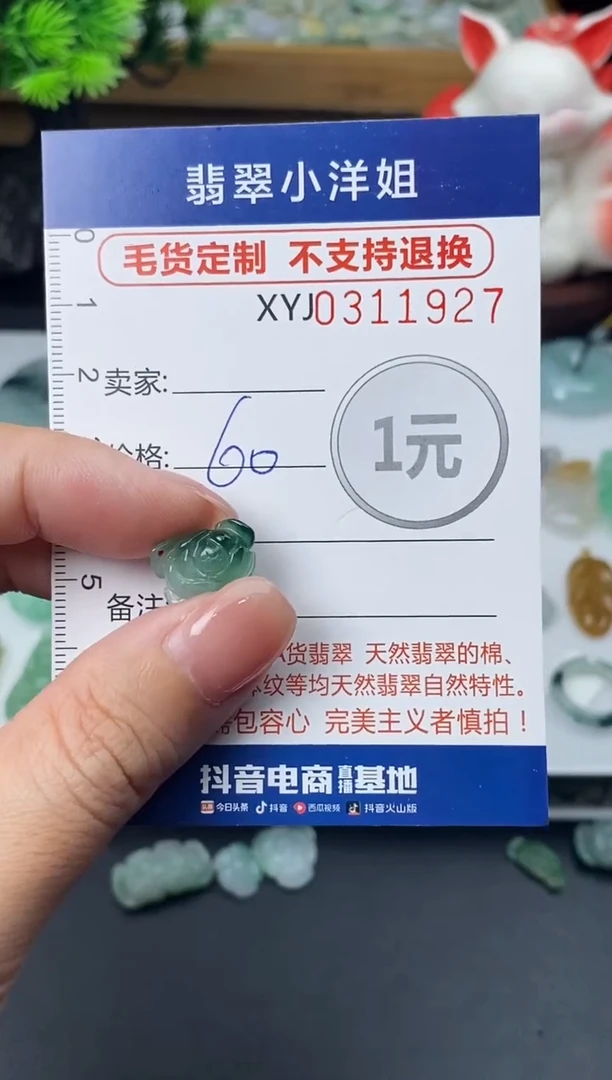 翡翠小洋姐
毛货定制 不支持退换
XYJ0311927
0
1
2
卖家:
1元
价格: 60
5
备注
货翡翠 天然翡翠的棉、
纹等均天然翡翠自然特性。
包容心 完美主义者慎拍！
抖音电商直播基地
今日头条 抖音 西瓜视频 抖音火山版